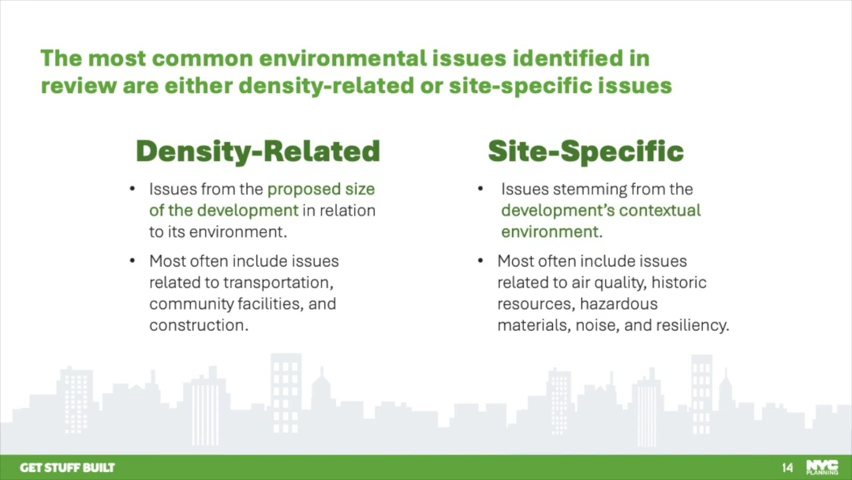 The most common environmental issues identified in
review are either density-related or site-specific issues
Density-Related
• Issues from the proposed size
of the development in relation
to its environment.
• Most often include issues
related to transportation,
community facilities, and
construction.
Site-Specific
• Issues stemming from the
development’s contextual
environment.
• Most often include issues
related to air quality, historic
resources, hazardous
materials, noise, and resiliency.
GET STUFF BUILT
14
NYC
PLANNING